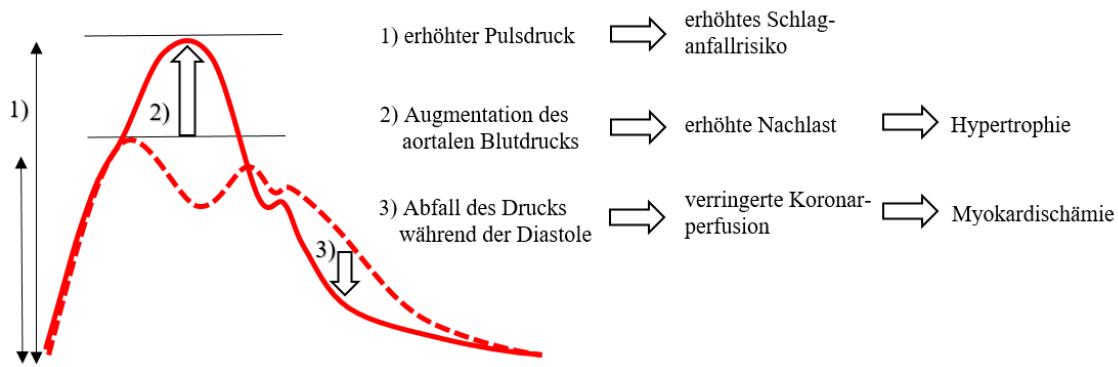 1) erhöhter Pulsdruck
erhöhtes Schlag-
anfallrisiko
1)
2)
2) Augmentation des
aortalen Blutdrucks
erhöhte Nachlast
Hypertrophie
3) Abfall des Drucks
während der Diastole
verringerte Koronar-
perfusion
Myokardischämie
3)